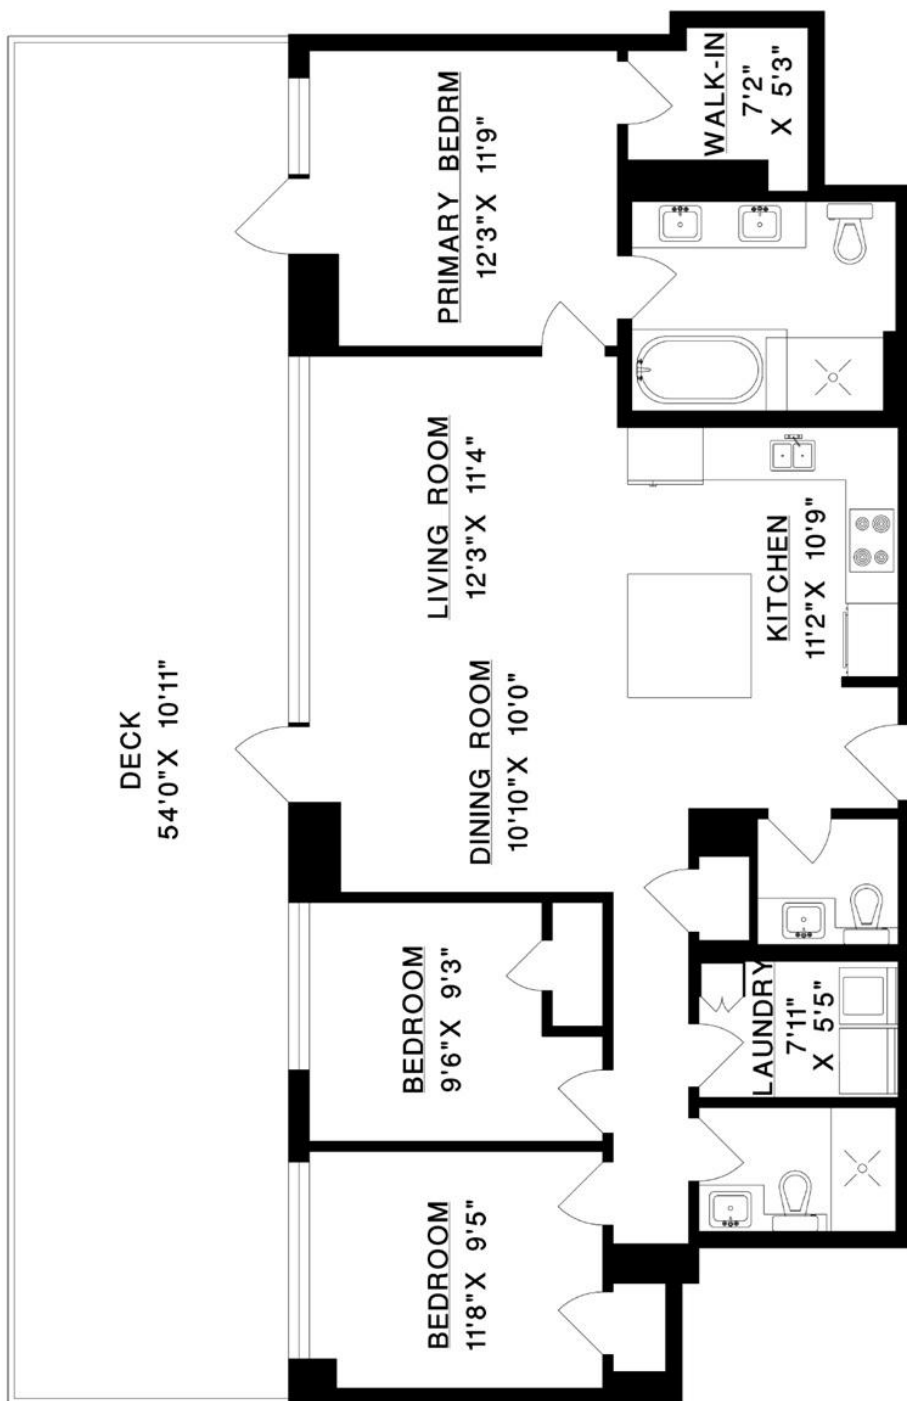 WALK-IN
7'2"
X 5'3"
PRIMARY BEDRM
12'3"X 11'9"
LIVING ROOM
12'3"X 11'4"
KITCHEN
11'2"X 10'9"
DINING ROOM
10'10"X 10'0"
DECK
54'0"X 10'11"
BEDROOM
9'6"X 9'3"
LAUNDRY
7'11"
X 5'5"
BEDROOM
11'8"X 9'5"